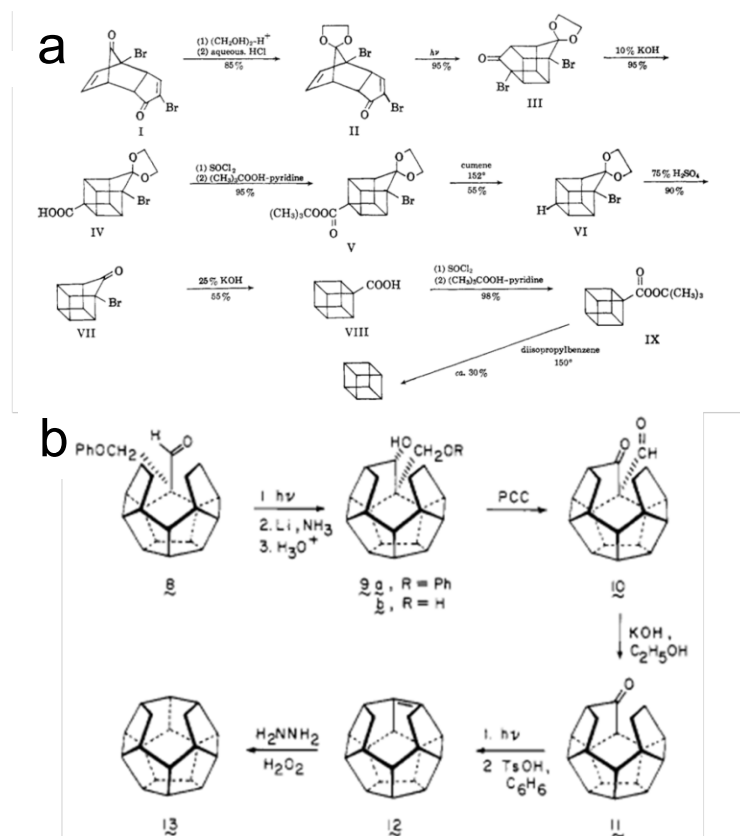 a
O
Br
O
Br
I
(1) (CH₂OH)₂-H⁺
(2) aqueous. HCl
85%
O O
Br
O
Br
II
hν
95%
O
O
O
Br
Br
III
10% KOH
95%
O
O
HOOC
Br
IV
(1) SOCl₂
(2) (CH₃)₃COOH-pyridine
95%
O
O
Br
(CH₃)₃COOC
O
V
cumene
152°
55%
O
O
H
Br
VI
75% H₂SO₄
90%
O
Br
VII
25% KOH
55%
COOH
VIII
(1) SOCl₂
(2) (CH₃)₃COOH-pyridine
98%
O
COOC(CH₃)₃
IX
diisopropylbenzene
150°
ca. 30%
b
PhOCH₂
H
O
8
1 hν
2. Li, NH₃
3. H₃O⁺
HO
CH₂OR
9 a, R = Ph
b, R = H
PCC
O
O
CH
10
KOH,
C₂H₅OH
13
H₂NNH₂
H₂O₂
12
1. hν
2 TsOH,
C₆H₆
O
11